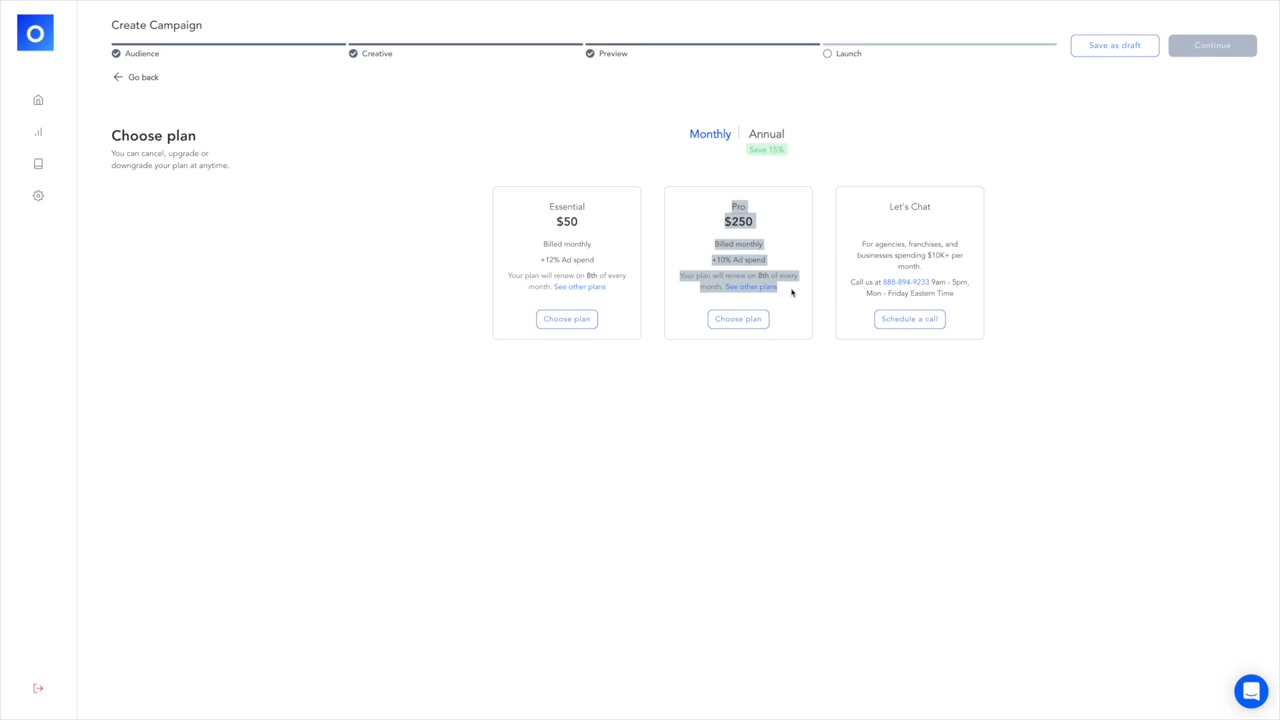 Create Campaign
Audience
Creative
Preview
Launch
Save as draft
Continue
Go back
Choose plan
You can cancel, upgrade or
downgrade your plan at anytime.
Monthly
Annual
Save 15%
Essential
$50
Billed monthly
+12% Ad spend
Your plan will renew on 8th of every
month. See other plans
Choose plan
Pro
$250
Billed monthly
+10% Ad spend
Your plan will renew on 8th of every
month. See other plans
Choose plan
Let's Chat
For agencies, franchises, and
businesses spending $10K+ per
month.
Call us at 888-894-9233 9am - 5pm,
Mon - Friday Eastern Time
Schedule a call